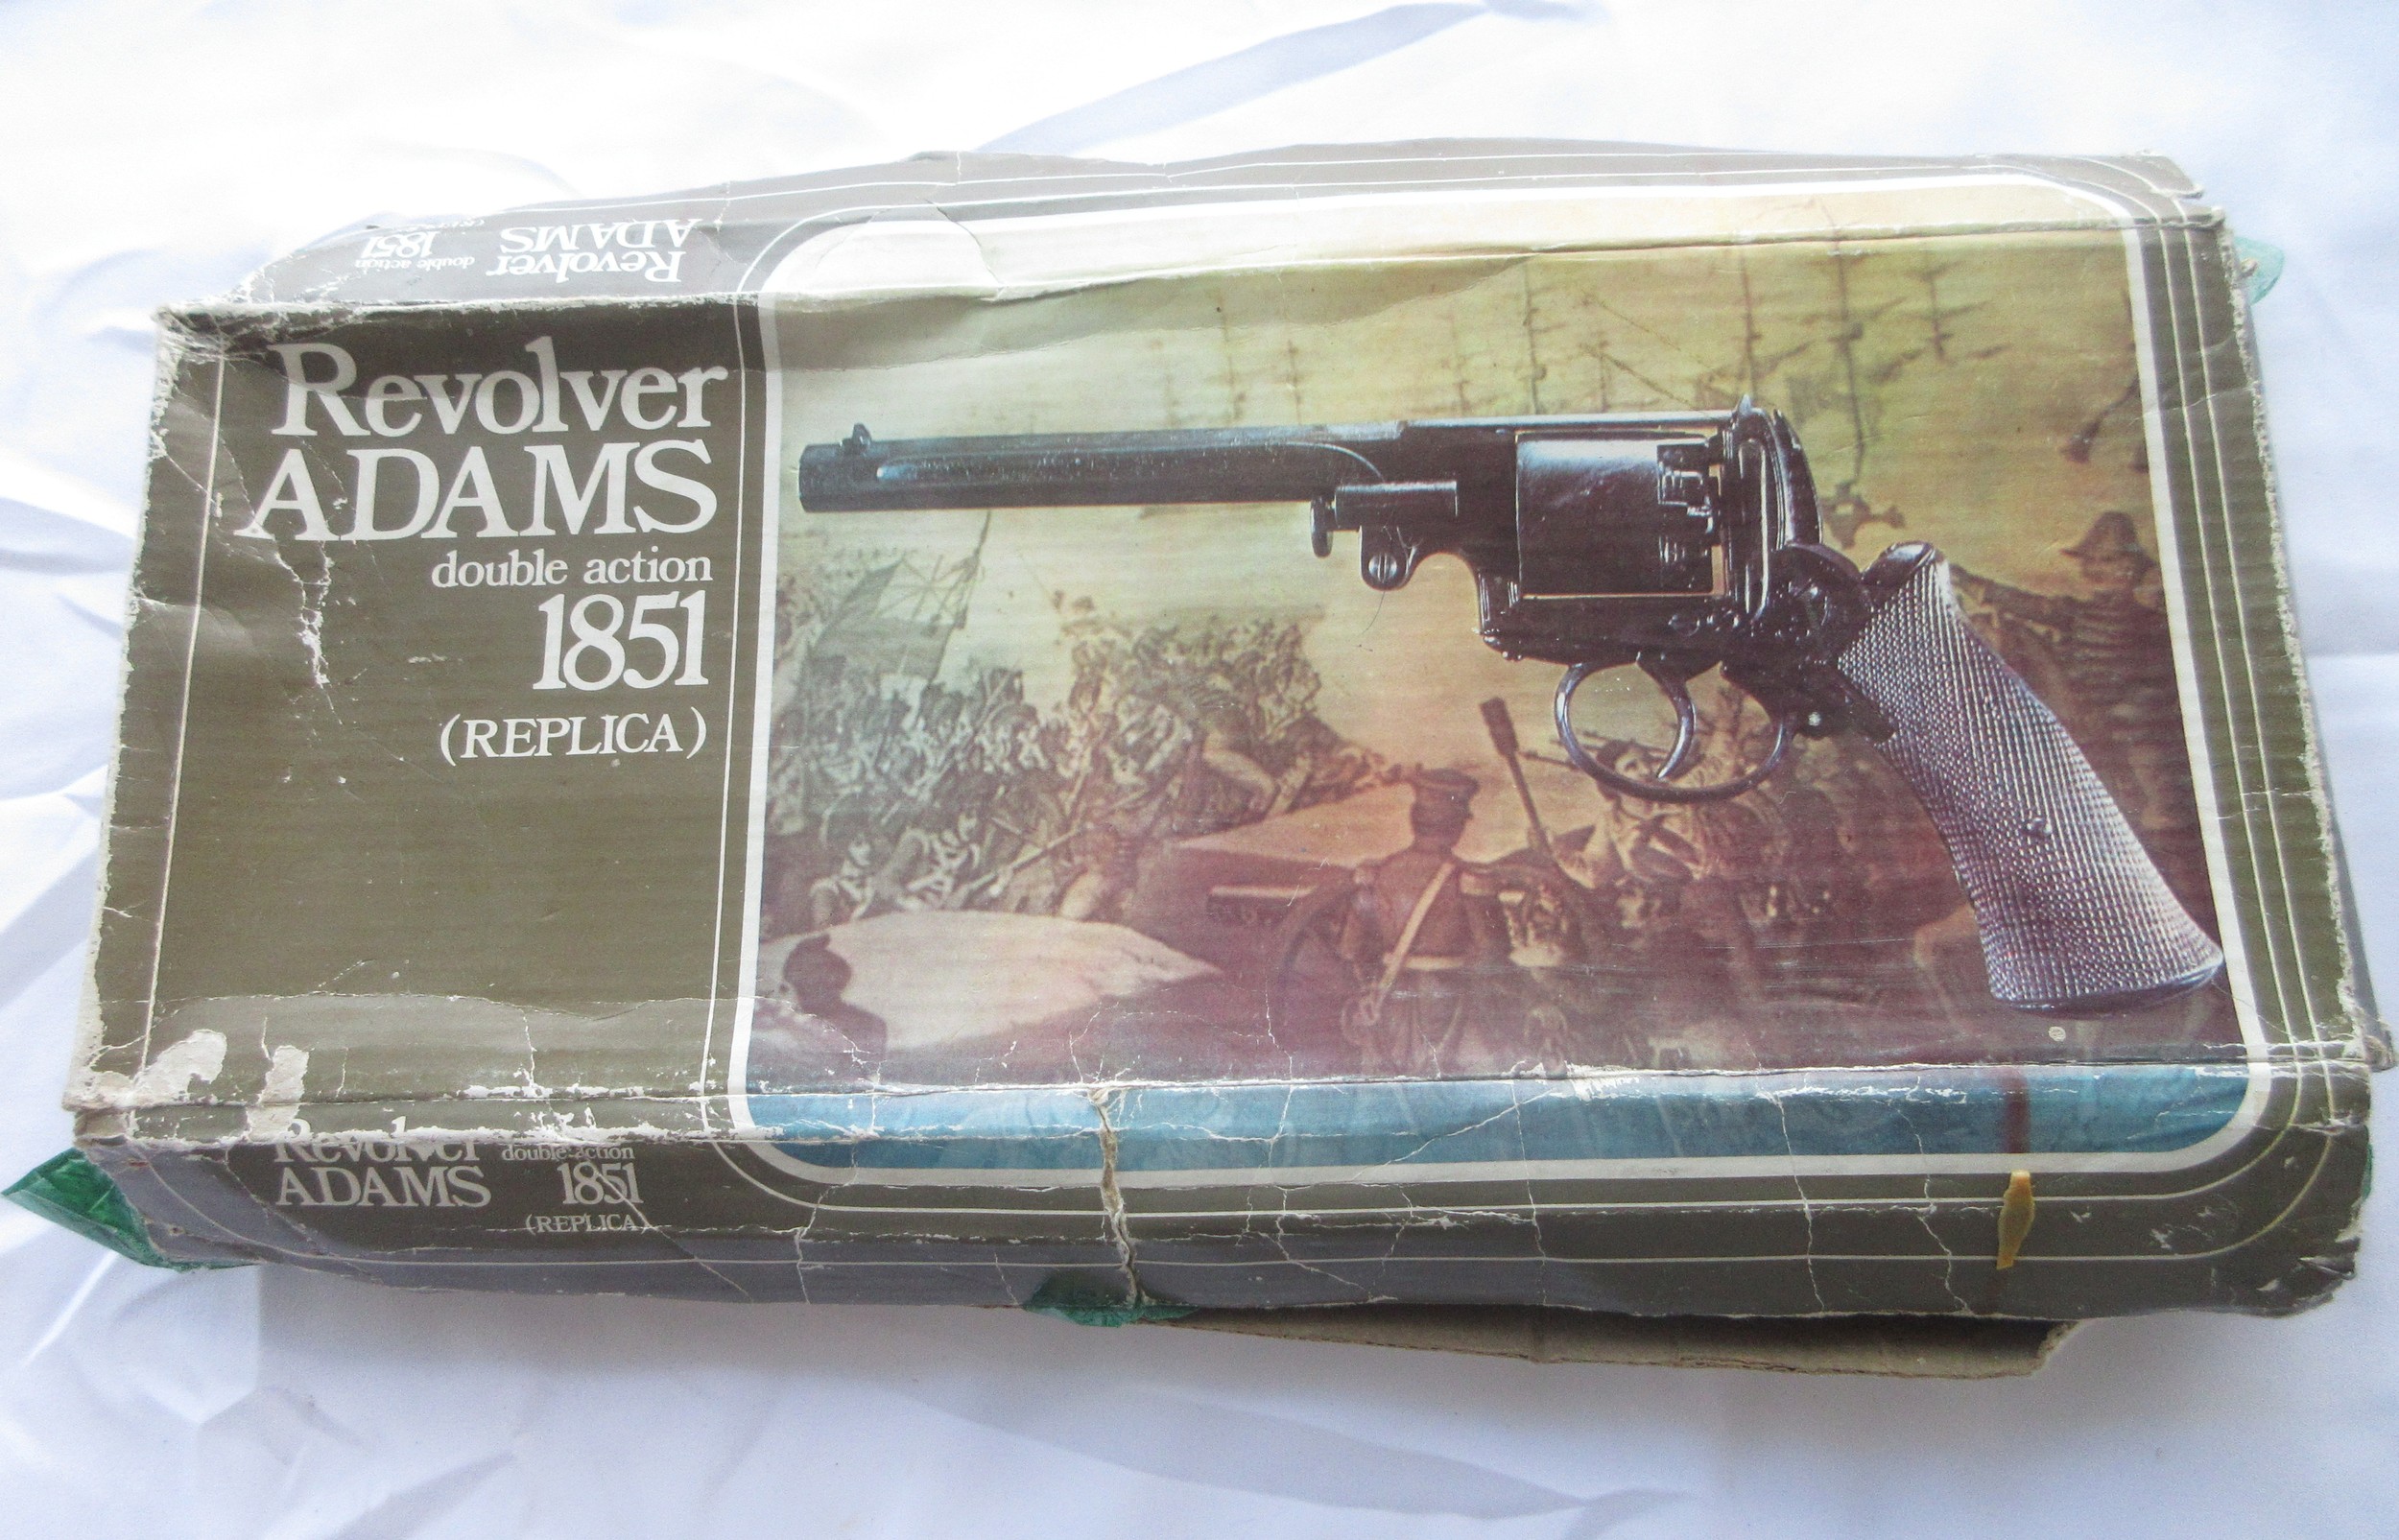 Revolver
ADAMS
double action
1851
Revolver
ADAMS
double action
1851
(REPLICA)
Revolver
ADAMS
double action
1851
(REPLICA)